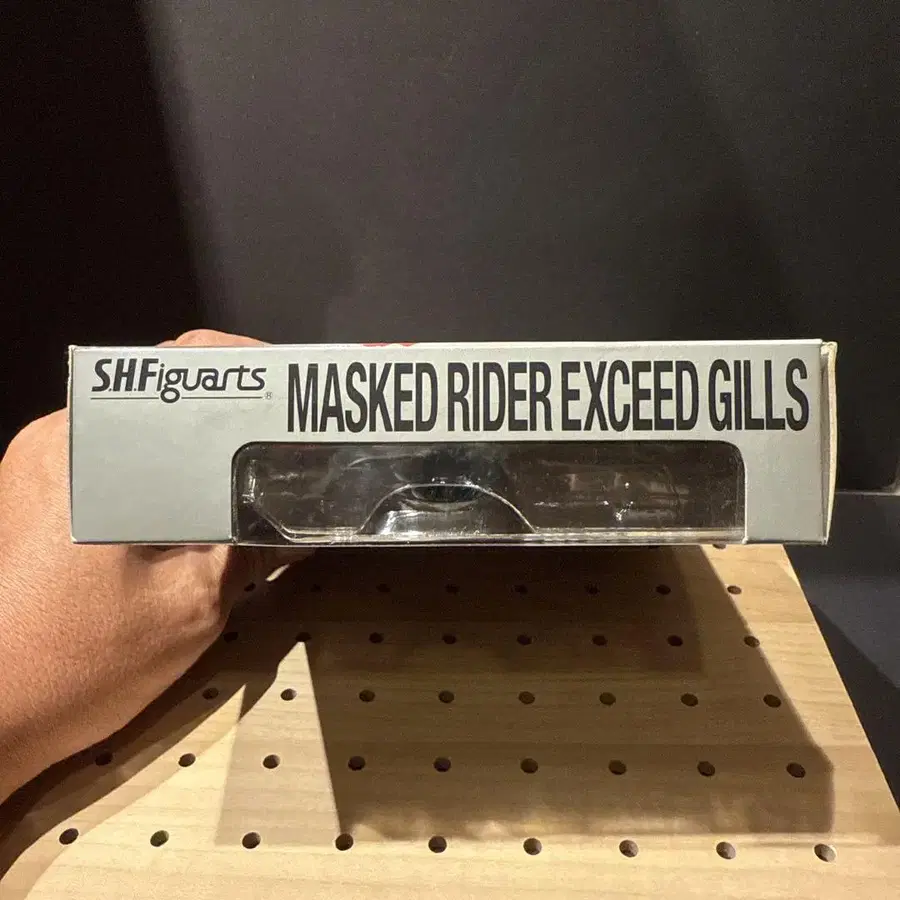 S.H.Figuarts®
MASKED RIDER EXCEED GILLS